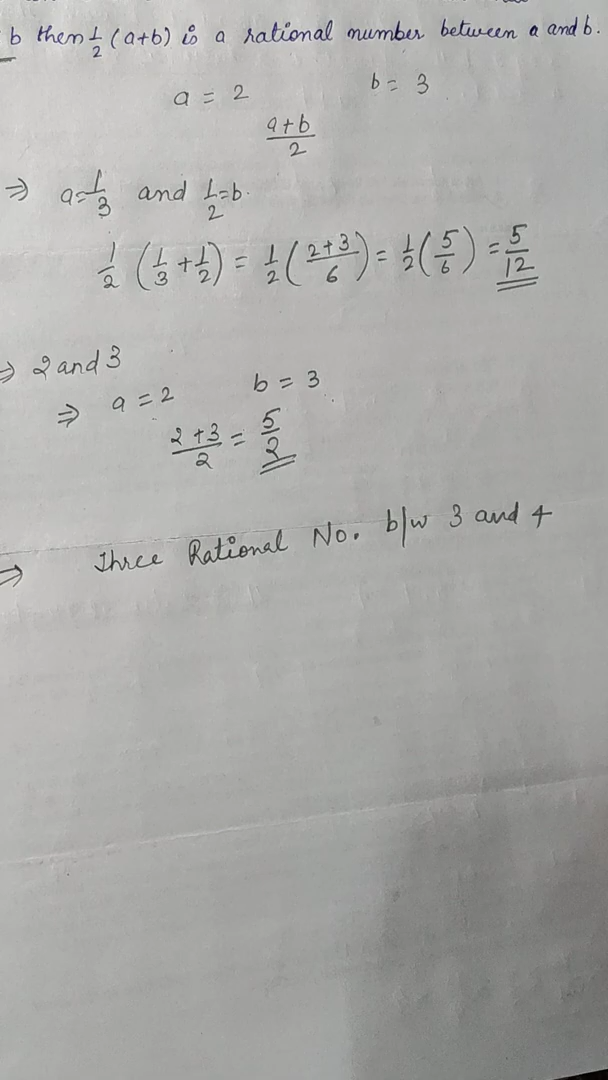 b then 1/2 (a+b) is a rational number between a and b.
a = 2 b = 3
a+b/2
⇒ a=1/3 and 1/2=b.
1/2 (1/3 + 1/2) = 1/2 (2+3/6) = 1/2 (5/6) = 5/12
⇒ 2 and 3
⇒ a = 2 b = 3
2+3/2 = 5/2
⇒ Three Rational No. b/w 3 and 4